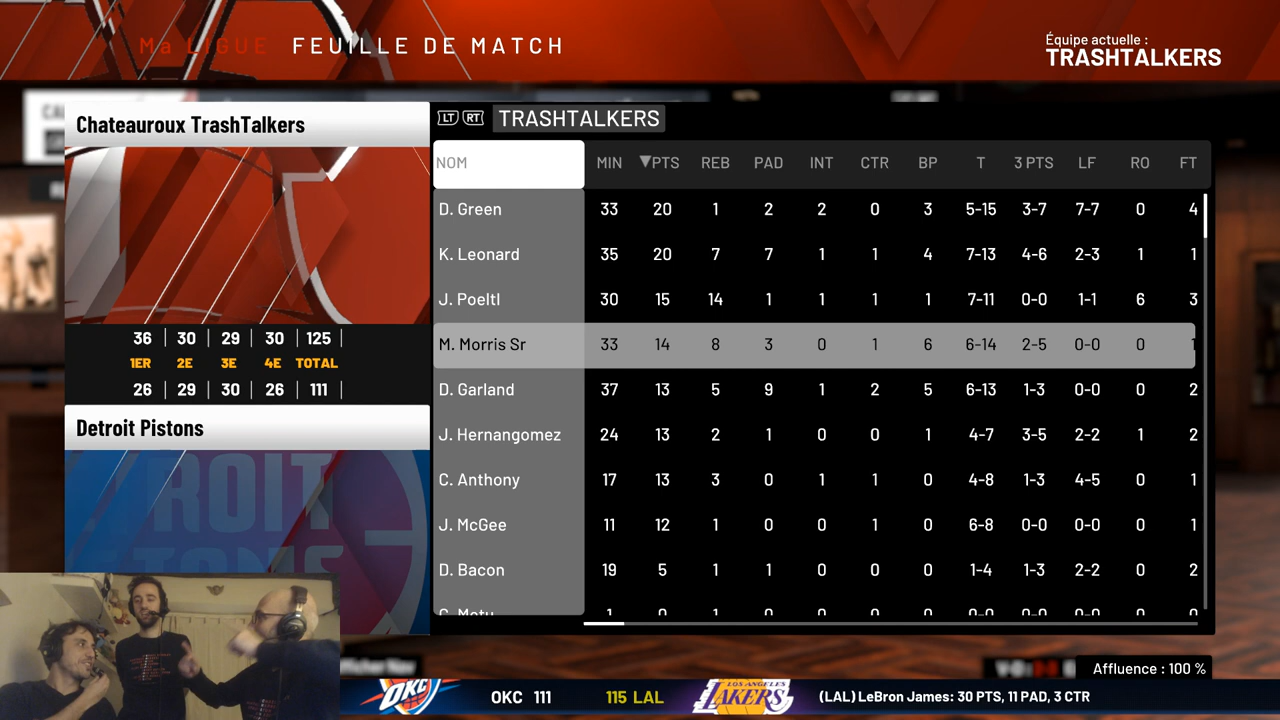 Ma LIGUE FEUILLE DE MATCH
Équipe actuelle :
TRASHTALKERS
Chateauroux TrashTalkers
36 | 30 | 29 | 30 | 125 |
1ER 2E 3E 4E TOTAL
26 | 29 | 30 | 26 | 111 |
Detroit Pistons
LT RT TRASHTALKERS
NOM MIN ▼PTS REB PAD INT CTR BP T 3 PTS LF RO FT
D. Green 33 20 1 2 2 0 3 5-15 3-7 7-7 0 4
K. Leonard 35 20 7 7 1 1 4 7-13 4-6 2-3 1 1
J. Poeltl 30 15 14 1 1 1 1 7-11 0-0 1-1 6 3
M. Morris Sr 33 14 8 3 0 1 6 6-14 2-5 0-0 0 1
D. Garland 37 13 5 9 1 2 5 6-13 1-3 0-0 0 2
J. Hernangomez 24 13 2 1 0 0 1 4-7 3-5 2-2 1 2
C. Anthony 17 13 3 0 1 1 0 4-8 1-3 4-5 0 1
J. McGee 11 12 1 0 0 1 0 6-8 0-0 0-0 0 1
D. Bacon 19 5 1 1 0 0 0 1-4 1-3 2-2 0 2
Affluence : 100 %
OKC OKC 111 115 LAL LOS ANGELES LAKERS (LAL) LeBron James: 30 PTS, 11 PAD, 3 CTR